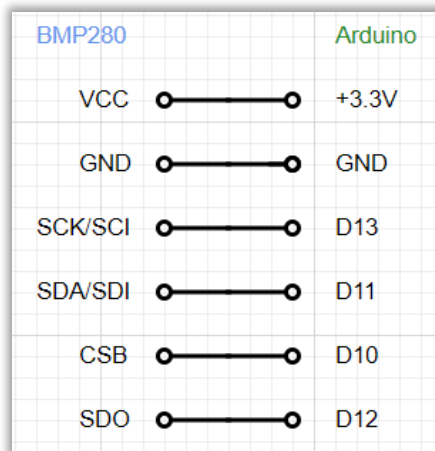 BMP280 Arduino
VCC +3.3V
GND GND
SCK/SCI D13
SDA/SDI D11
CSB D10
SDO D12